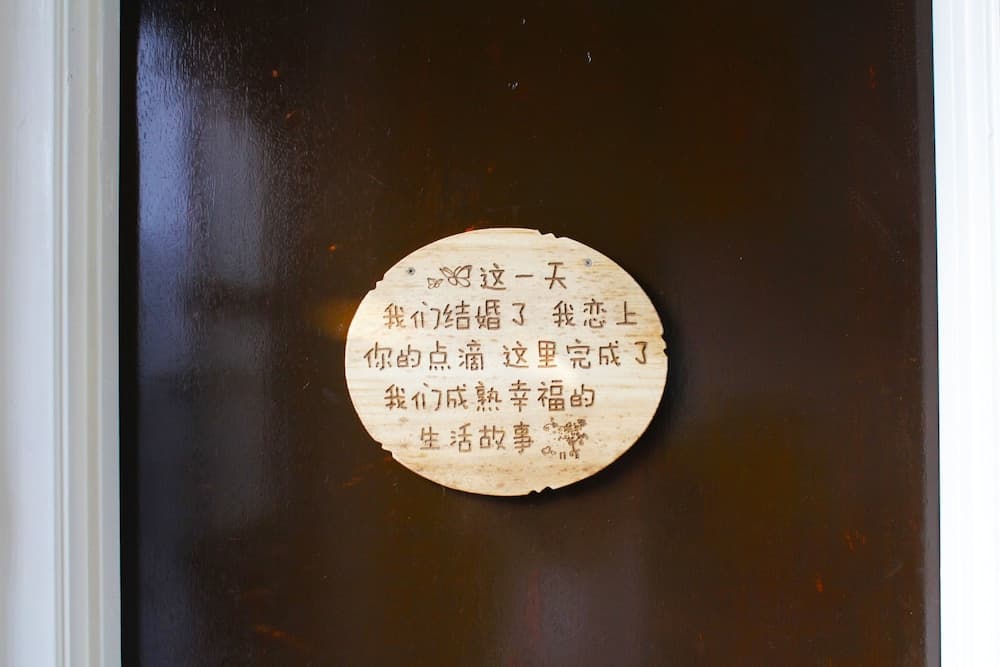 这一天
我们结婚了 我恋上
你的点滴 这里完成了
我们成熟幸福的
生活故事